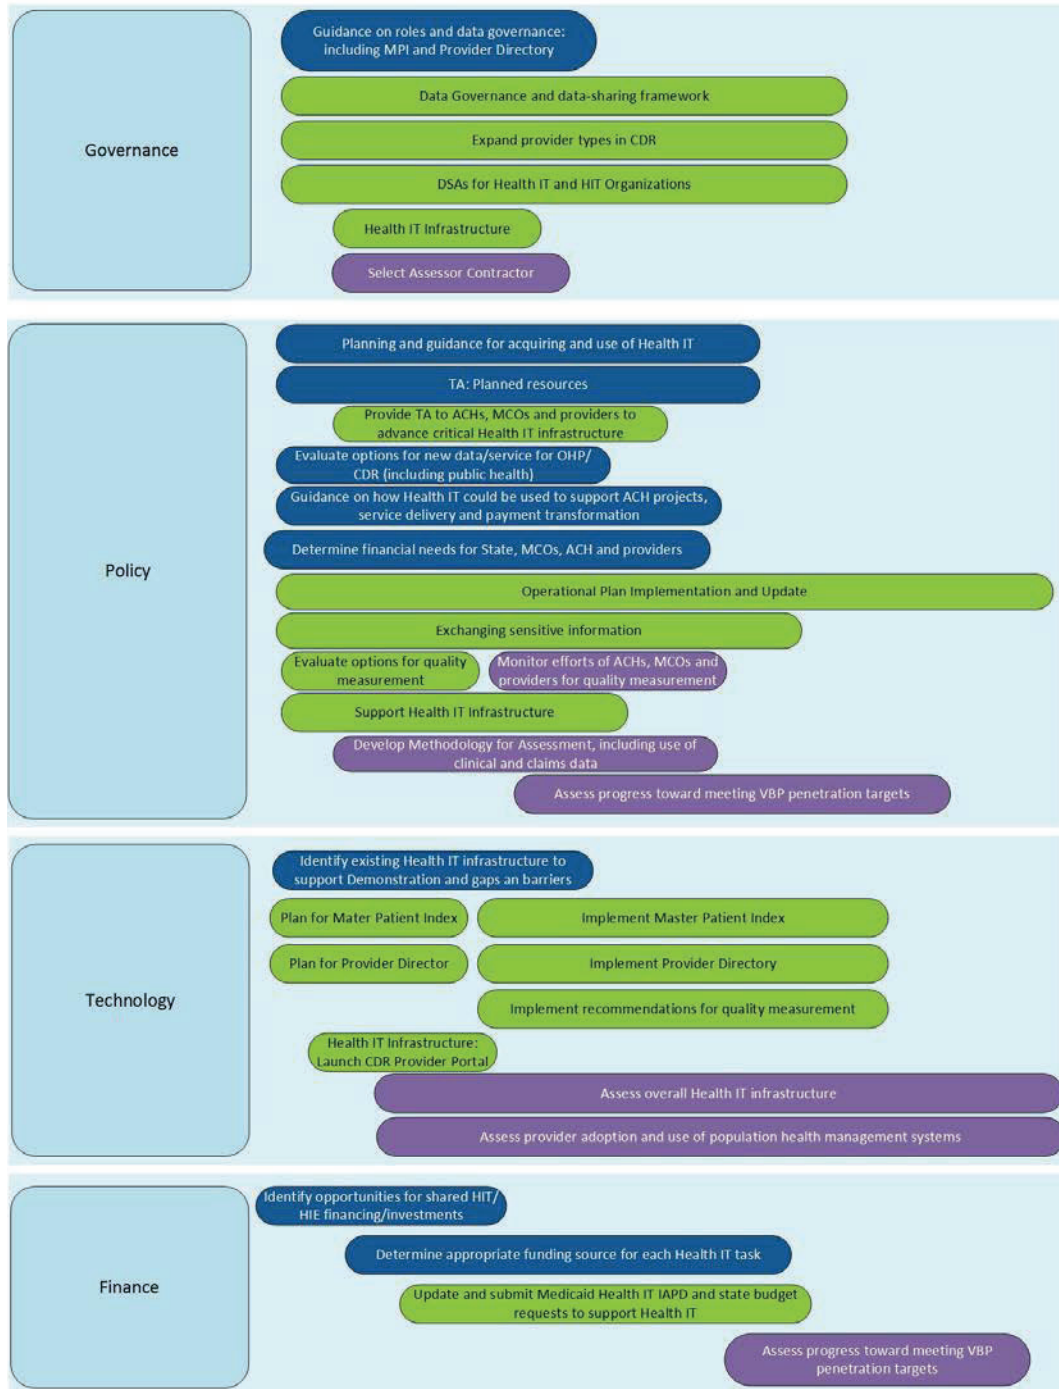 Governance
Guidance on roles and data governance:
including MPI and Provider Directory
Data Governance and data-sharing framework
Expand provider types in CDR
DSAs for Health IT and HIT Organizations
Health IT Infrastructure
Select Assessor Contractor
Policy
Planning and guidance for acquiring and use of Health IT
TA: Planned resources
Provide TA to ACHs, MCOs and providers to
advance critical Health IT infrastructure
Evaluate options for new data/service for OHP/
CDR (including public health)
Guidance on how Health IT could be used to support ACH projects,
service delivery and payment transformation
Determine financial needs for State, MCOs, ACH and providers
Operational Plan Implementation and Update
Exchanging sensitive information
Evaluate options for quality
measurement
Monitor efforts of ACHs, MCOs and
providers for quality measurement
Support Health IT Infrastructure
Develop Methodology for Assessment, including use of
clinical and claims data
Assess progress toward meeting VBP penetration targets
Technology
Identify existing Health IT infrastructure to
support Demonstration and gaps an barriers
Plan for Mater Patient Index
Implement Master Patient Index
Plan for Provider Director
Implement Provider Directory
Implement recommendations for quality measurement
Health IT Infrastructure:
Launch CDR Provider Portal
Assess overall Health IT infrastructure
Assess provider adoption and use of population health management systems
Finance
Identify opportunities for shared HIT/
HIE financing/investments
Determine appropriate funding source for each Health IT task
Update and submit Medicaid Health IT IAPD and state budget
requests to support Health IT
Assess progress toward meeting VBP
penetration targets